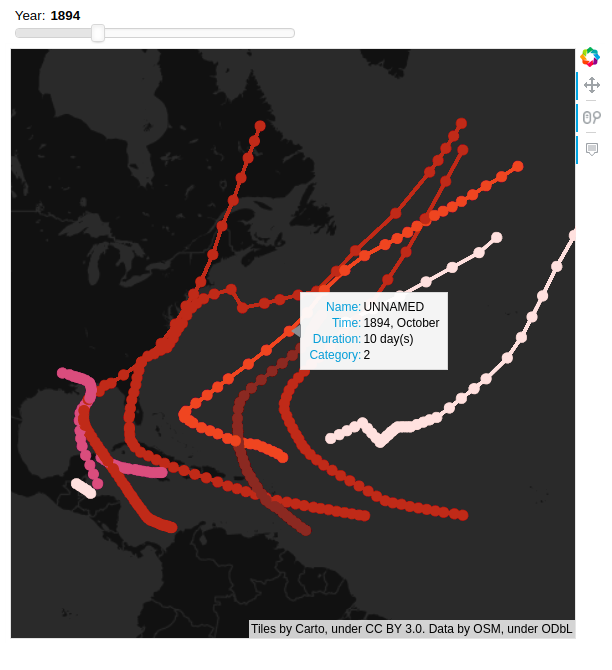 Year: 1894
Name: UNNAMED
Time: 1894, October
Duration: 10 day(s)
Category: 2
Tiles by Carto, under CC BY 3.0. Data by OSM, under ODbL